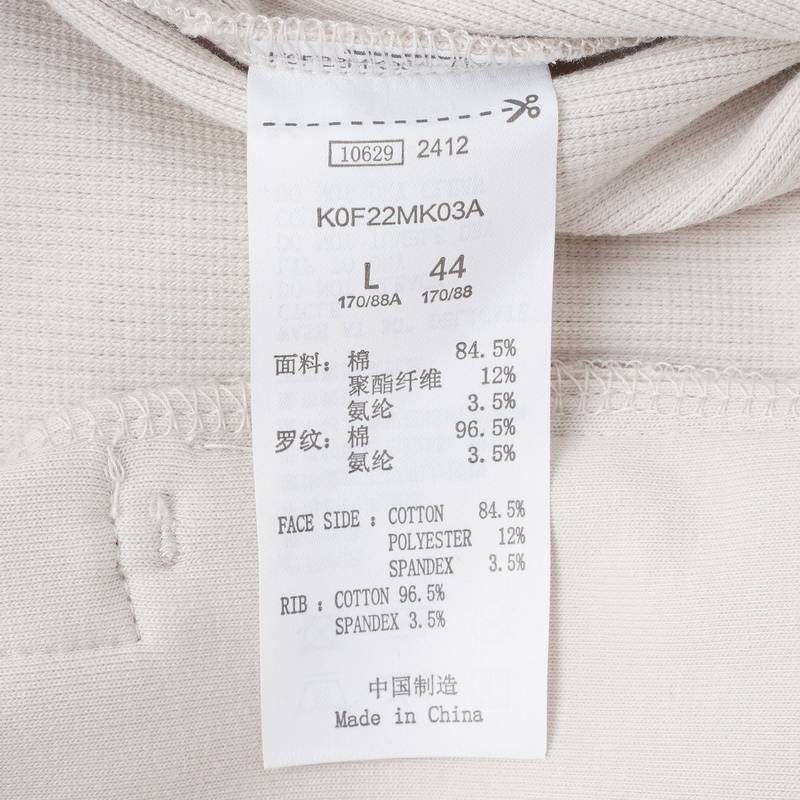 10629 2412
K0F22MK03A
L 44
170/88A 170/88
面料: 棉 84.5%
聚酯纤维 12%
氨纶 3.5%
罗纹: 棉 96.5%
氨纶 3.5%
FACE SIDE : COTTON 84.5%
POLYESTER 12%
SPANDEX 3.5%
RIB : COTTON 96.5%
SPANDEX 3.5%
中国制造
Made in China